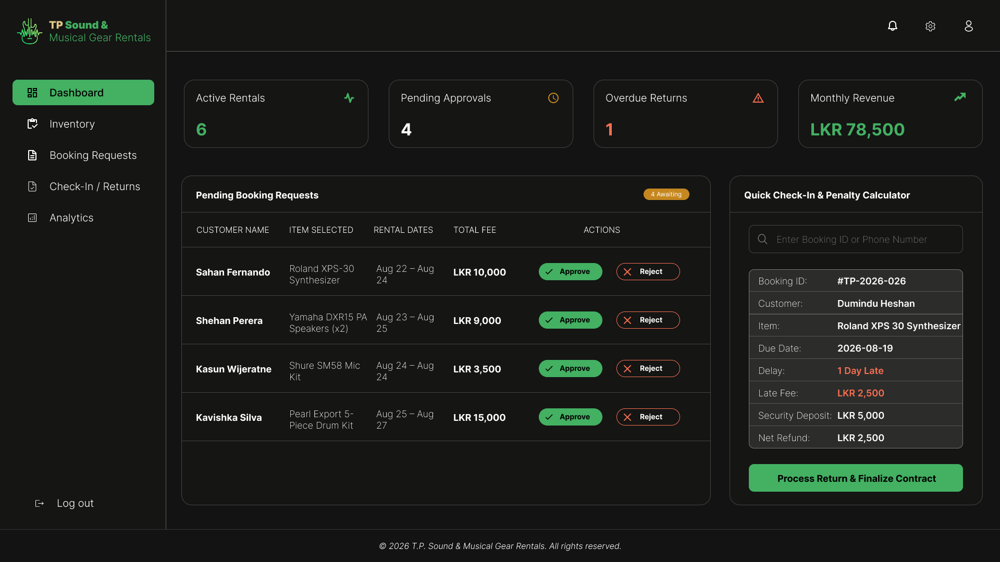 TP Sound &
Musical Gear Rentals
Dashboard
Inventory
Booking Requests
Check-In / Returns
Analytics
Log out
Active Rentals
6
Pending Approvals
4
Overdue Returns
1
Monthly Revenue
LKR 78,500
Pending Booking Requests
4 Awaiting
CUSTOMER NAME ITEM SELECTED RENTAL DATES TOTAL FEE ACTIONS
Sahan Fernando
Roland XPS-30
Synthesizer
Aug 22 – Aug
24
LKR 10,000
Approve
Reject
Shehan Perera
Yamaha DXR15 PA
Speakers (x2)
Aug 23 – Aug
25
LKR 9,000
Approve
Reject
Kasun Wijeratne
Shure SM58 Mic
Kit
Aug 24 – Aug
24
LKR 3,500
Approve
Reject
Kavishka Silva
Pearl Export 5-
Piece Drum Kit
Aug 25 – Aug
27
LKR 15,000
Approve
Reject
Quick Check-In & Penalty Calculator
Enter Booking ID or Phone Number
Booking ID: #TP-2026-026
Customer: Dumindu Heshan
Item: Roland XPS 30 Synthesizer
Due Date: 2026-08-19
Delay: 1 Day Late
Late Fee: LKR 2,500
Security Deposit: LKR 5,000
Net Refund: LKR 2,500
Process Return & Finalize Contract
© 2026 T.P. Sound & Musical Gear Rentals. All rights reserved.